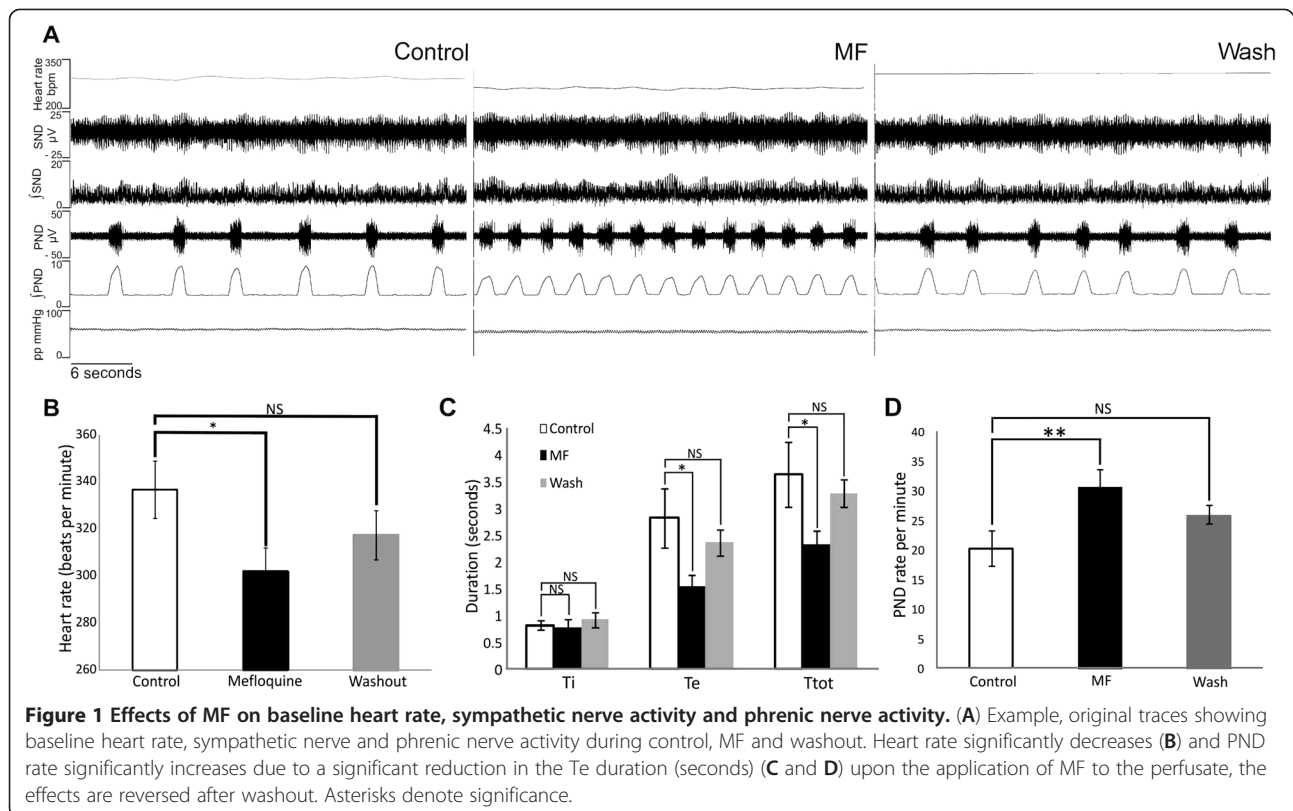 A
Control
MF
Wash
Heart rate
bpm
350
200
SND
μV
25
-25
∫SND
20
0
PND
μV
50
-50
∫PND
10
0
pp mmHg
100
0
6 seconds
B
NS
*
Heart rate (beats per minute)
360
340
320
300
280
260
Control
Mefloquine
Washout
C
Control
MF
Wash
Duration (seconds)
4.5
4
3.5
3
2.5
2
1.5
1
0.5
0
NS
NS
NS
*
NS
*
Ti
Te
Ttot
D
NS
**
PND rate per minute
40
35
30
25
20
15
10
5
0
Control
MF
Wash
Figure 1 Effects of MF on baseline heart rate, sympathetic nerve activity and phrenic nerve activity. (A) Example, original traces showing
baseline heart rate, sympathetic nerve and phrenic nerve activity during control, MF and washout. Heart rate significantly decreases (B) and PND
rate significantly increases due to a significant reduction in the Te duration (seconds) (C and D) upon the application of MF to the perfusate, the
effects are reversed after washout. Asterisks denote significance.